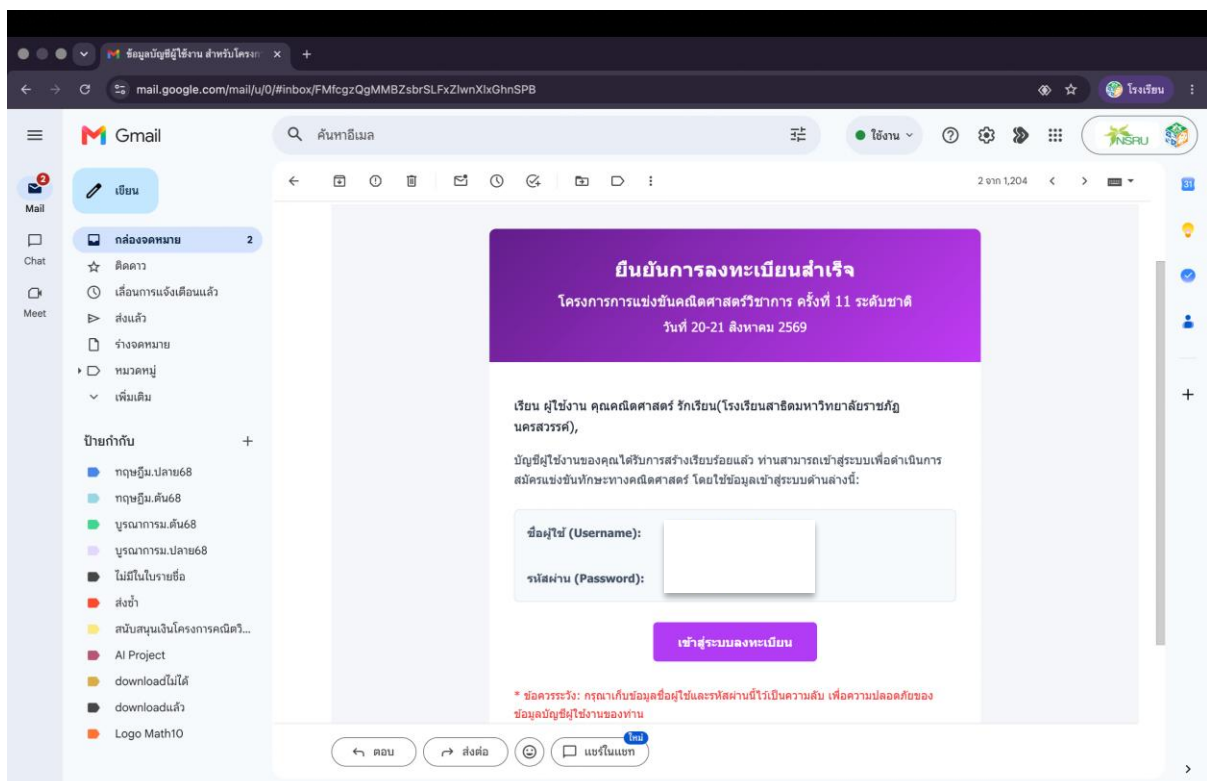 ข้อมูลบัญชีผู้ใช้งาน สำหรับโครงกา
mail.google.com/mail/u/0/#inbox/FMfcgzQgMMBZsbrSLFxZlwnXlxGhnSPB
โรงเรียน
Gmail
ค้นหาอีเมล
ใช้งาน
NSRU
2
Mail
Chat
Meet
เขียน
กล่องจดหมาย 2
ติดดาว
เลื่อนการแจ้งเตือนแล้ว
ส่งแล้ว
ร่างจดหมาย
หมวดหมู่
เพิ่มเติม
ป้ายกำกับ
ทฤษฎีม.ปลาย68
ทฤษฎีม.ต้น68
บูรณาการม.ต้น68
บูรณาการม.ปลาย68
ไม่มีในใบรายชื่อ
ส่งซ้ำ
สนับสนุนเงินโครงการคณิตวิ...
AI Project
downloadไม่ได้
downloadแล้ว
Logo Math10
2 จาก 1,204
31
ยืนยันการลงทะเบียนสำเร็จ
โครงการการแข่งขันคณิตศาสตร์วิชาการ ครั้งที่ 11 ระดับชาติ
วันที่ 20-21 สิงหาคม 2569
เรียน ผู้ใช้งาน คุณคณิตศาสตร์ รักเรียน(โรงเรียนสาธิตมหาวิทยาลัยราชภัฏ
นครสวรรค์),
บัญชีผู้ใช้งานของคุณได้รับการสร้างเรียบร้อยแล้ว ท่านสามารถเข้าสู่ระบบเพื่อดำเนินการ
สมัครแข่งขันทักษะทางคณิตศาสตร์ โดยใช้ข้อมูลเข้าสู่ระบบด้านล่างนี้:
ชื่อผู้ใช้ (Username):
รหัสผ่าน (Password):
เข้าสู่ระบบลงทะเบียน
* ข้อควรระวัง: กรุณาเก็บข้อมูลชื่อผู้ใช้และรหัสผ่านนี้ไว้เป็นความลับ เพื่อความปลอดภัยของ
ข้อมูลบัญชีผู้ใช้งานของท่าน
ตอบ
ส่งต่อ
แชร์ในแชท
ใหม่